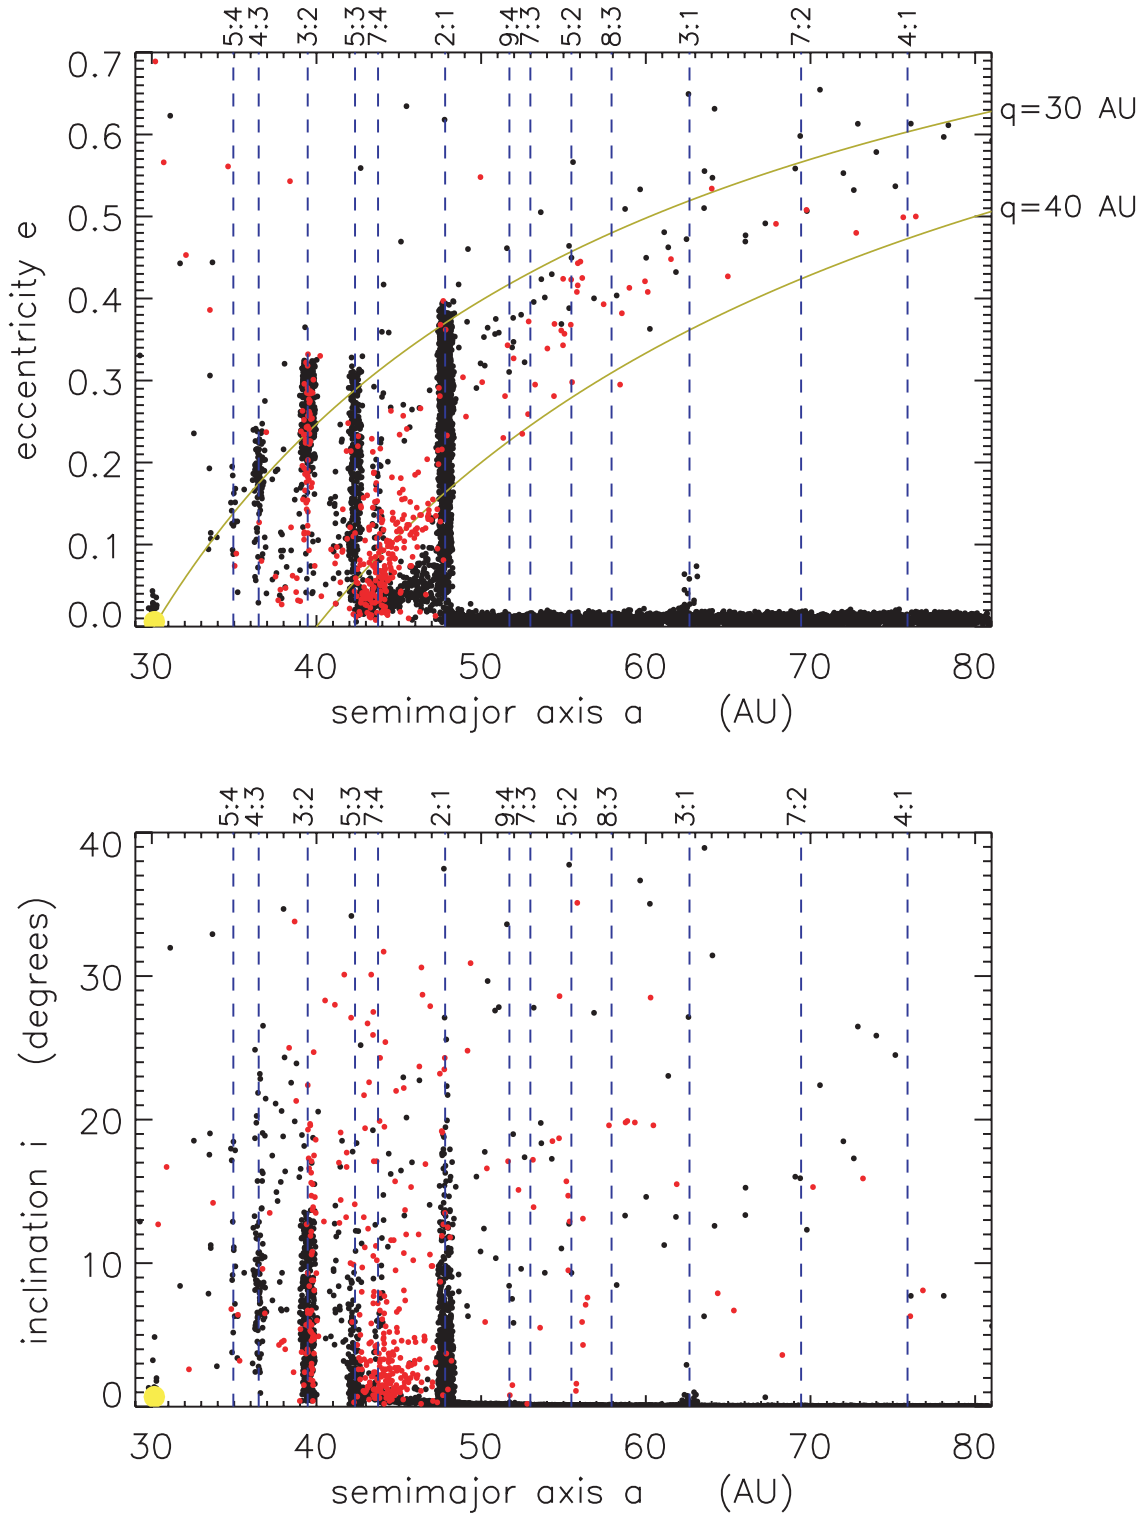 5:4 4:3 3:2 5:3 7:4 2:1 9:4 7:3 5:2 8:3 3:1 7:2 4:1
0.7
0.6
0.5
0.4
0.3
0.2
0.1
0.0
eccentricity e
q=30 AU
q=40 AU
30 40 50 60 70 80
semimajor axis a (AU)
5:4 4:3 3:2 5:3 7:4 2:1 9:4 7:3 5:2 8:3 3:1 7:2 4:1
40
30
20
10
0
inclination i (degrees)
30 40 50 60 70 80
semimajor axis a (AU)